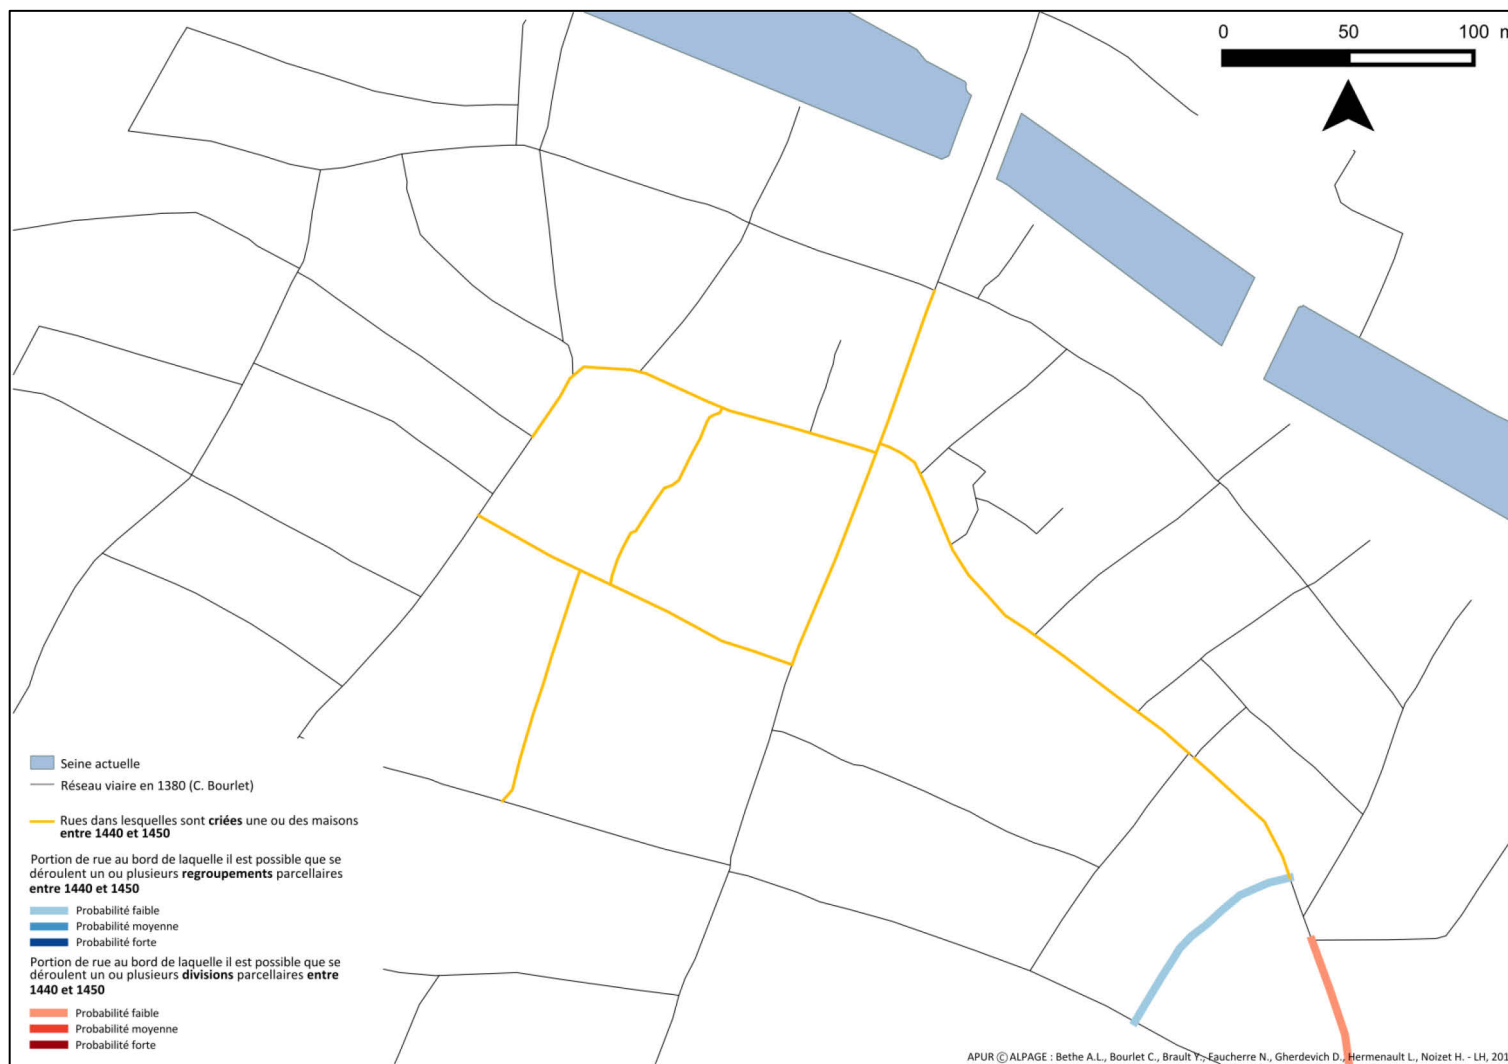 0 50 100 m
Seine actuelle
Réseau viaire en 1380 (C. Bourlet)
Rues dans lesquelles sont criées une ou des maisons
entre 1440 et 1450
Portion de rue au bord de laquelle il est possible que se
déroulent un ou plusieurs regroupements parcellaires
entre 1440 et 1450
Probabilité faible
Probabilité moyenne
Probabilité forte
Portion de rue au bord de laquelle il est possible que se
déroulent un ou plusieurs divisions parcellaires entre
1440 et 1450
Probabilité faible
Probabilité moyenne
Probabilité forte
APUR © ALPAGE : Bethe A.L., Bourlet C., Brault Y., Faucherre N., Gherdevich D., Hermenault L., Noizet H. - LH, 201